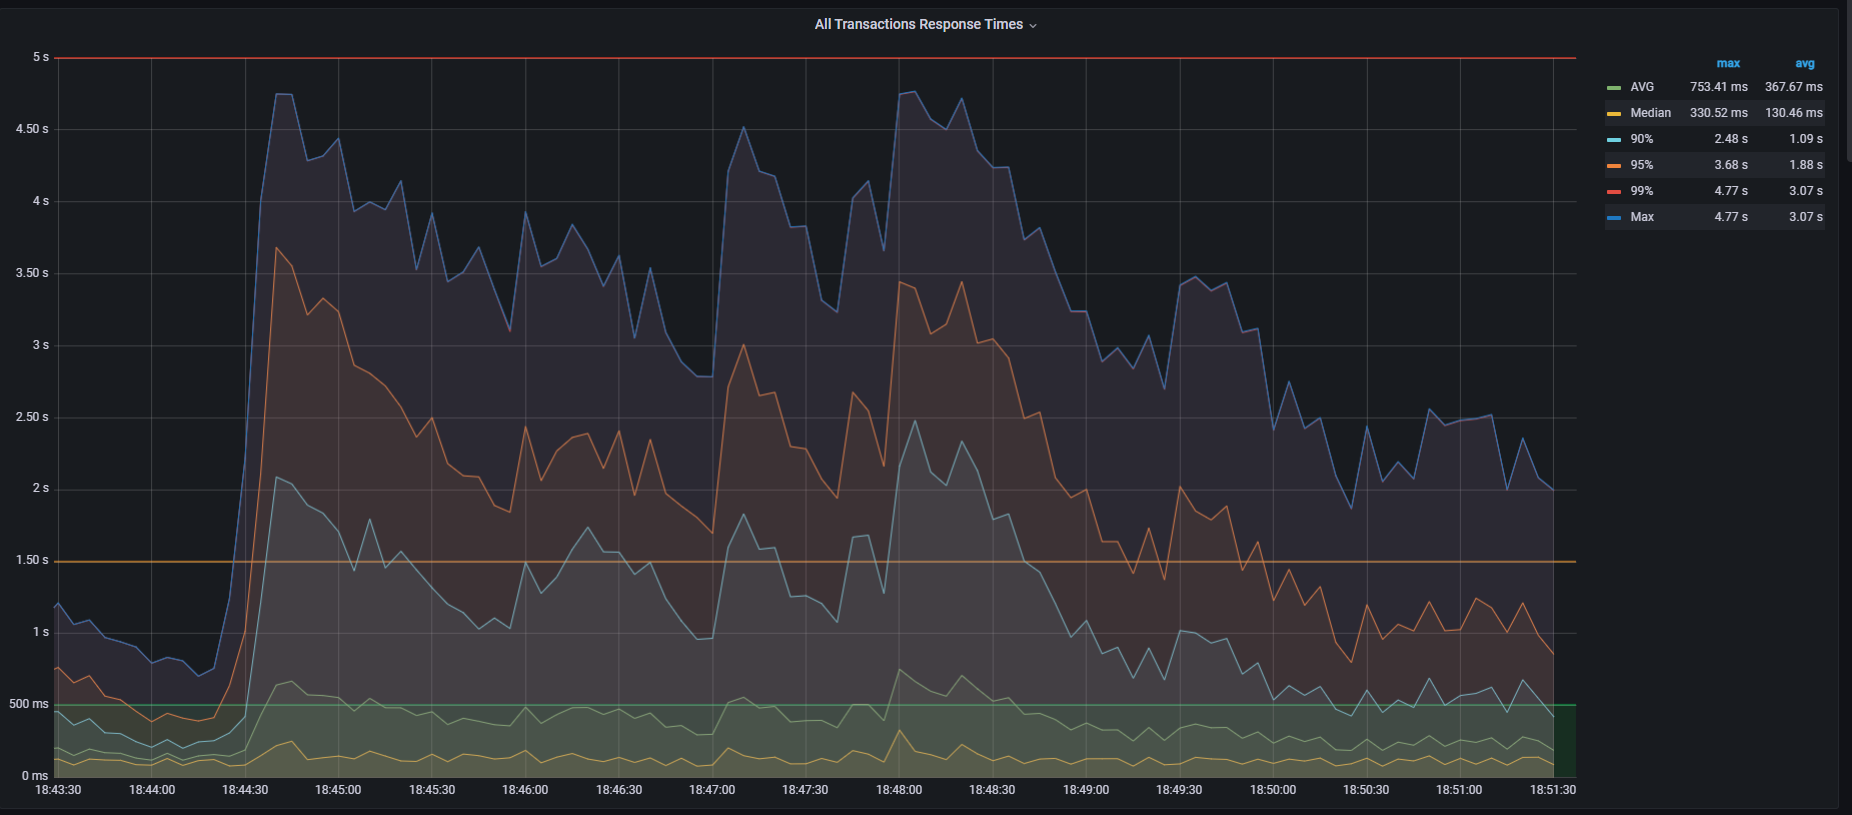 All Transactions Response Times
5 s
4.50 s
4 s
3.50 s
3 s
2.50 s
2 s
1.50 s
1 s
500 ms
0 ms
18:43:30 18:44:00 18:44:30 18:45:00 18:45:30 18:46:00 18:46:30 18:47:00 18:47:30 18:48:00 18:48:30 18:49:00 18:49:30 18:50:00 18:50:30 18:51:00 18:51:30
max avg
AVG 753.41 ms 367.67 ms
Median 330.52 ms 130.46 ms
90% 2.48 s 1.09 s
95% 3.68 s 1.88 s
99% 4.77 s 3.07 s
Max 4.77 s 3.07 s